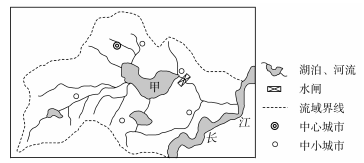 甲
长
江
湖泊、河流
水闸
流域界线
中心城市
中小城市